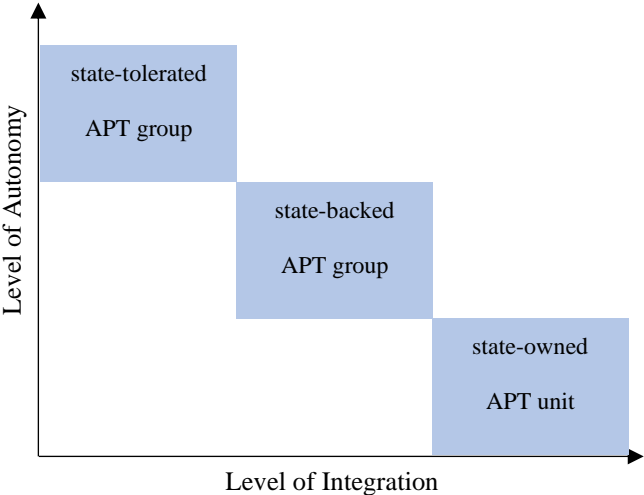 state-tolerated
APT group
state-backed
APT group
state-owned
APT unit
Level of Autonomy
Level of Integration